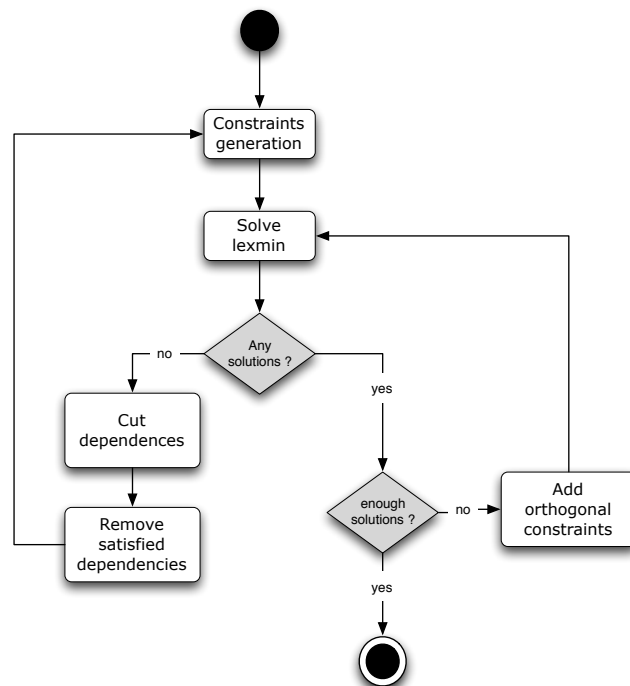 Constraints
generation
Solve
lexmin
Any
solutions ?
no
yes
Cut
dependences
enough
solutions ?
no
Add
orthogonal
constraints
Remove
satisfied
dependencies
yes